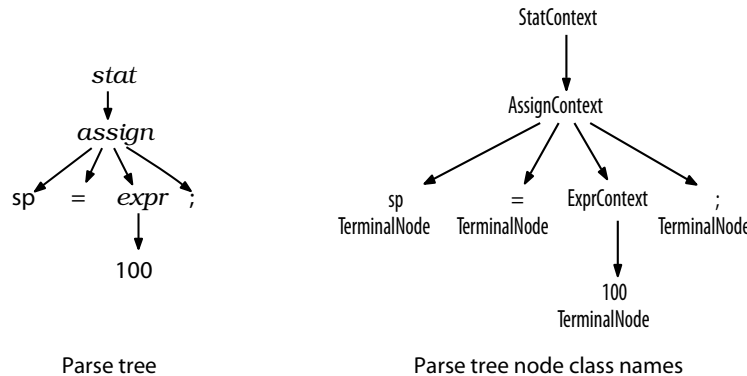 StatContext
stat
AssignContext
assign
sp = expr ;
sp = ExprContext ;
TerminalNode TerminalNode TerminalNode
100
100
TerminalNode
Parse tree
Parse tree node class names